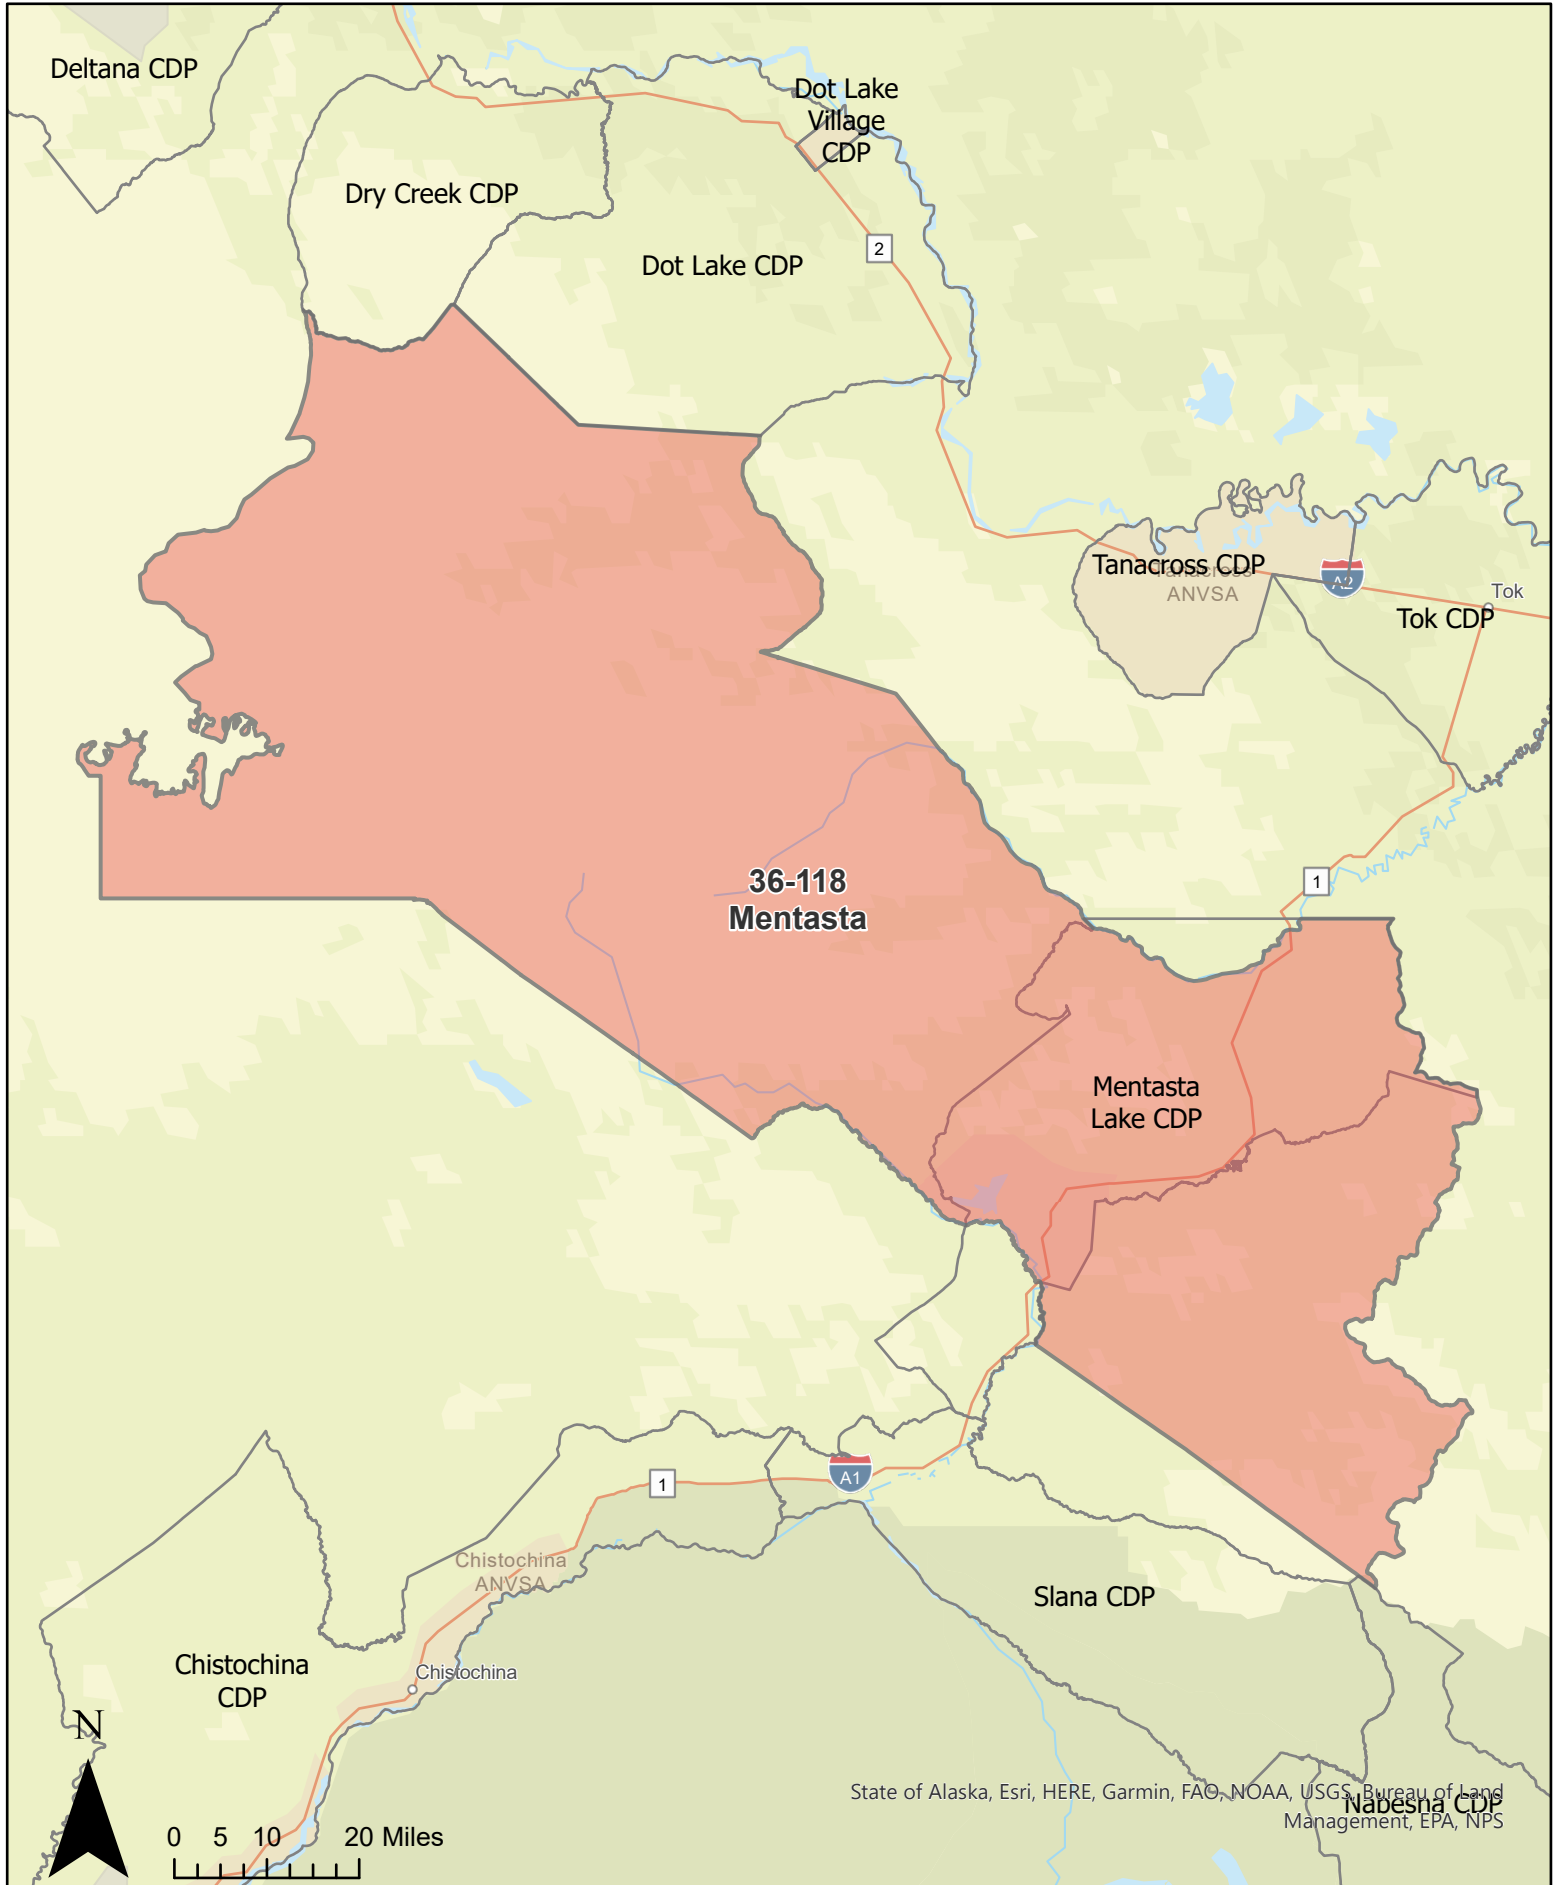 Deltana CDP
Dot Lake
Village
CDP
Dry Creek CDP
2
Dot Lake CDP
Tanacross CDP
Tanacross
ANVSA
A2
Tok
Tok CDP
36-118
Mentasta
1
Mentasta
Lake CDP
A1
1
Chistochina
ANVSA
Slana CDP
Chistochina
CDP
Chistochina
N
State of Alaska, Esri, HERE, Garmin, FAO, NOAA, USGS, Bureau of Land
Management, EPA, NPS
Nabesna CDP
0 5 10 20 Miles